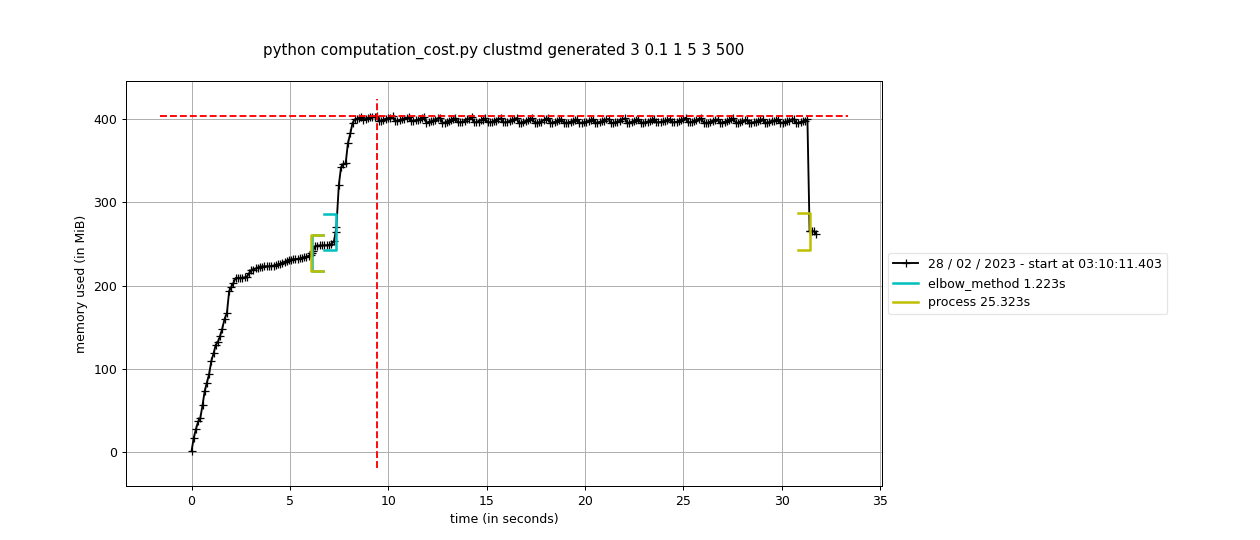 python computation_cost.py clustmd generated 3 0.1 1 5 3 500
400
300
200
100
0
memory used (in MiB)
0 5 10 15 20 25 30 35
time (in seconds)
28 / 02 / 2023 - start at 03:10:11.403
elbow_method 1.223s
process 25.323s